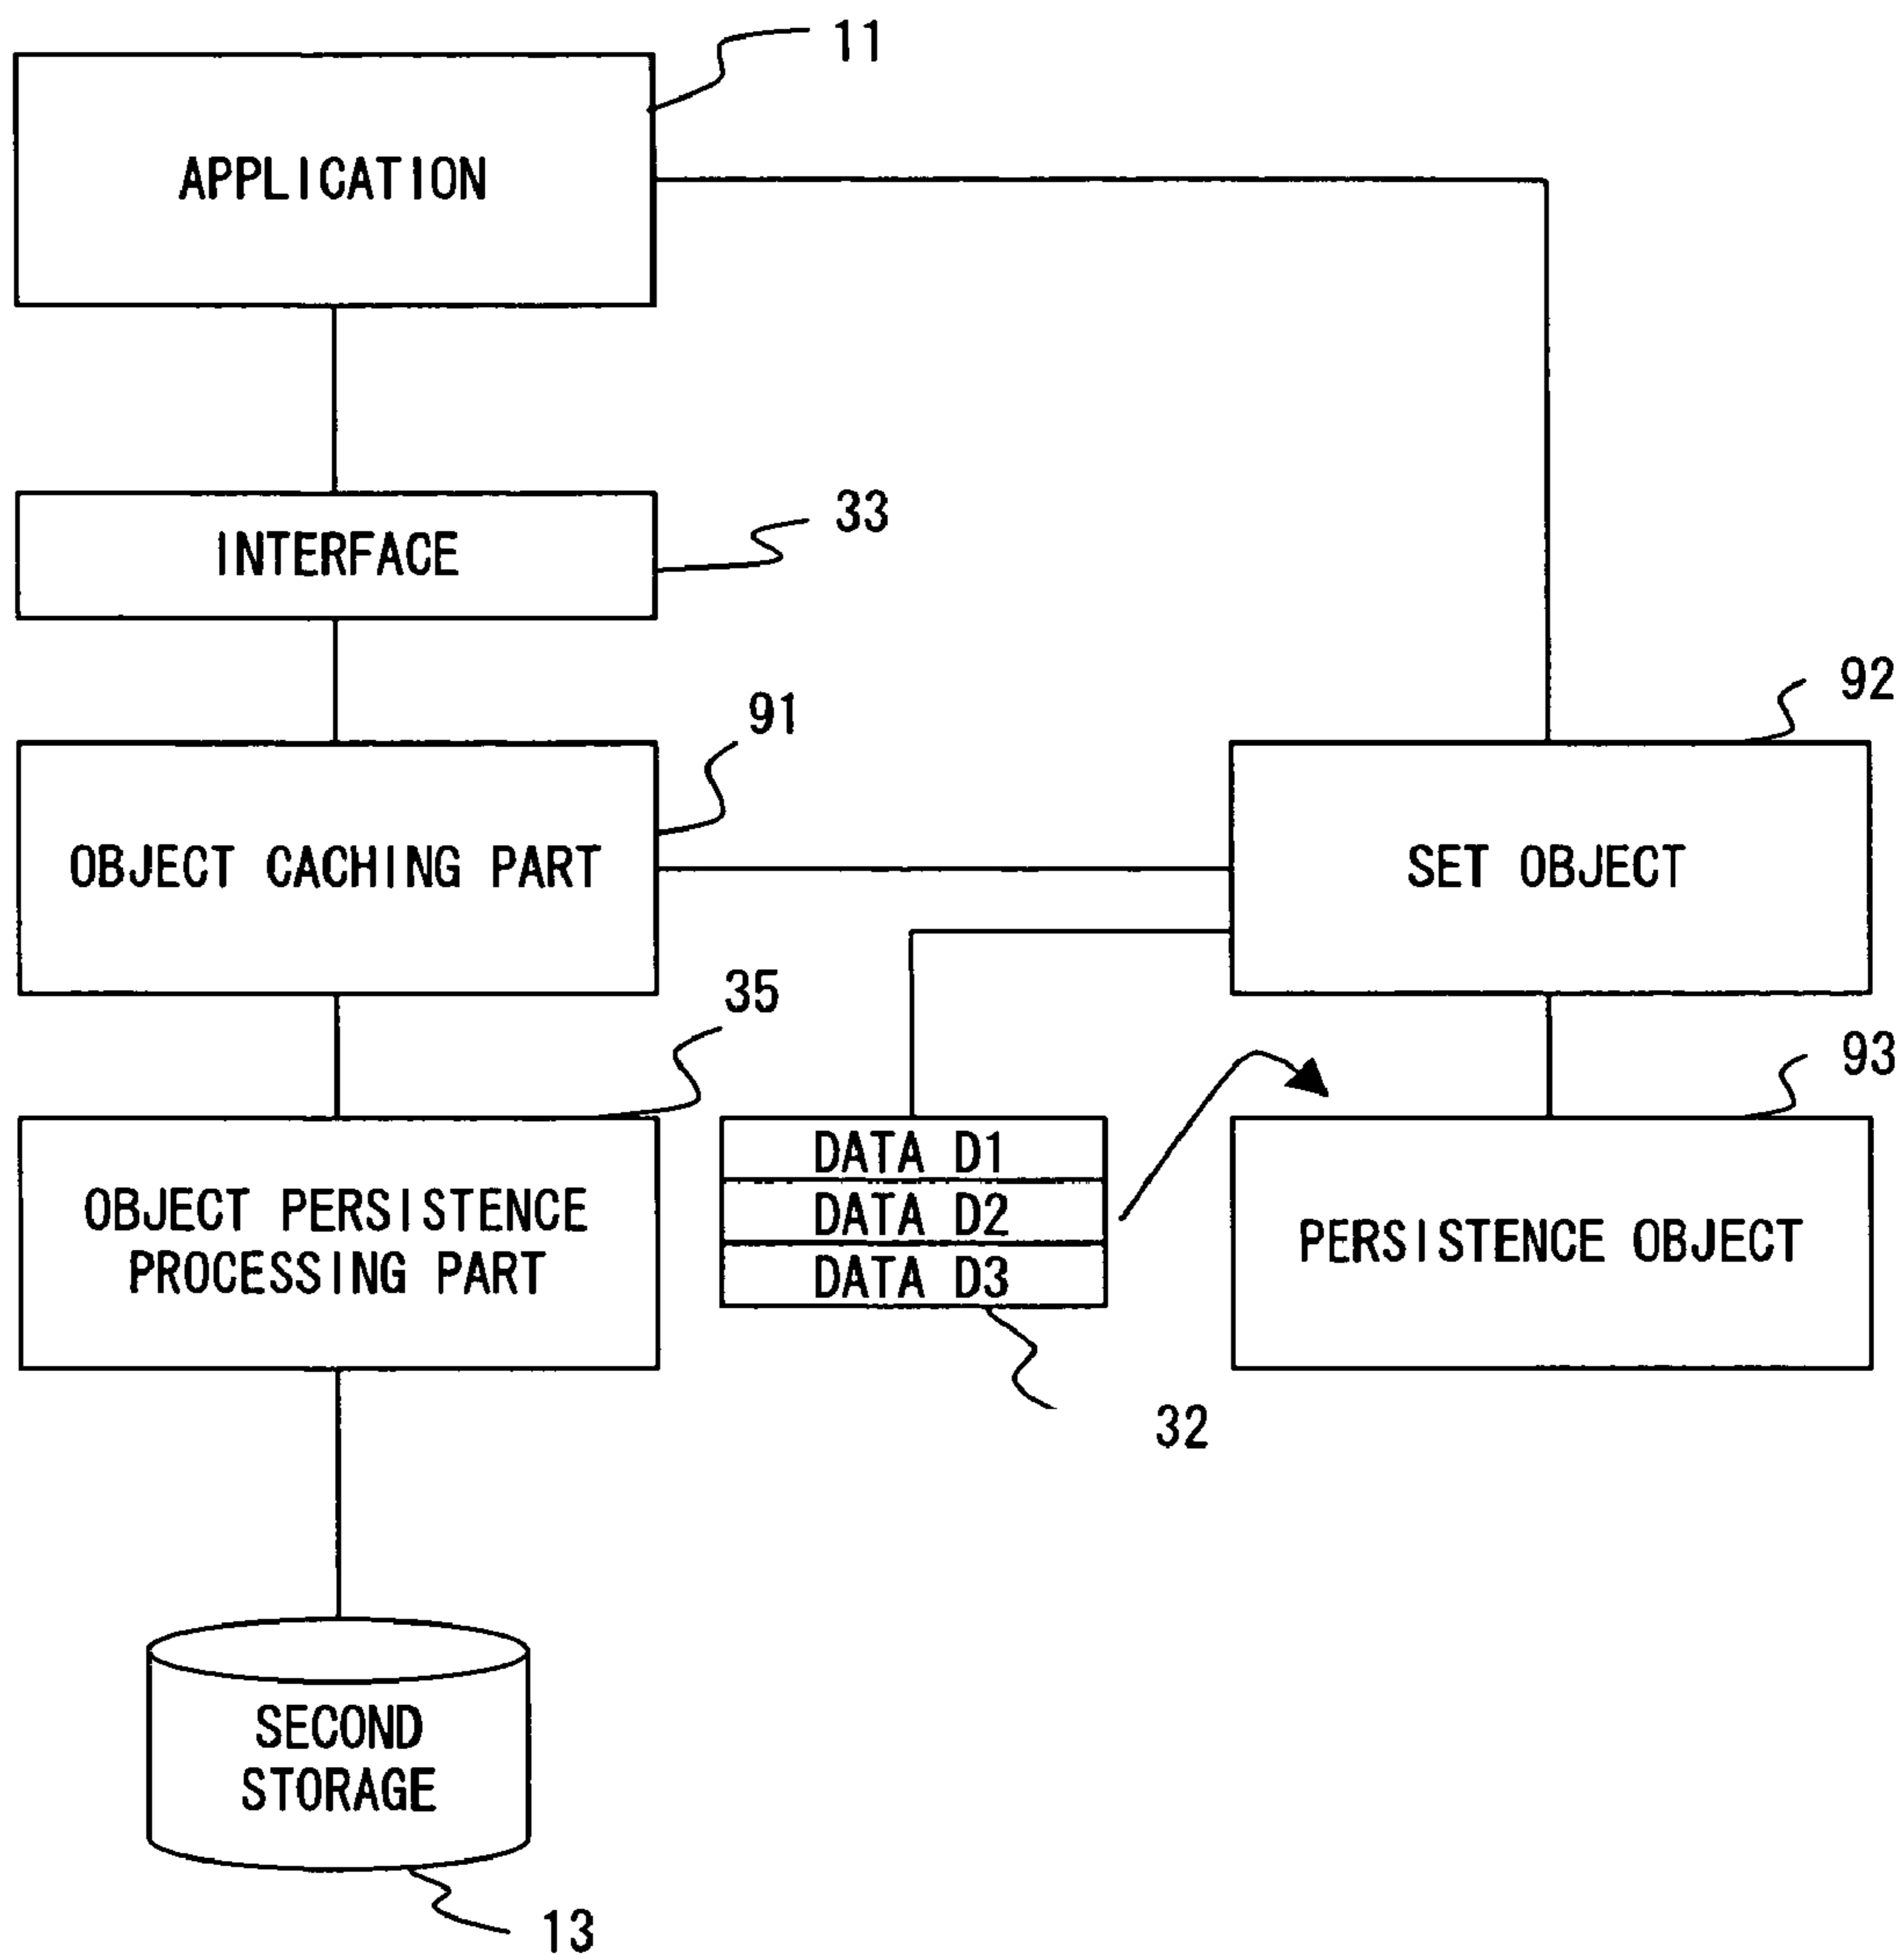 11
APPLICATION
33
INTERFACE
92
91
OBJECT CACHING PART
SET OBJECT
35
93
DATA D1
DATA D2
DATA D3
OBJECT PERSISTENCE
PROCESSING PART
PERSISTENCE OBJECT
32
SECOND
STORAGE
13